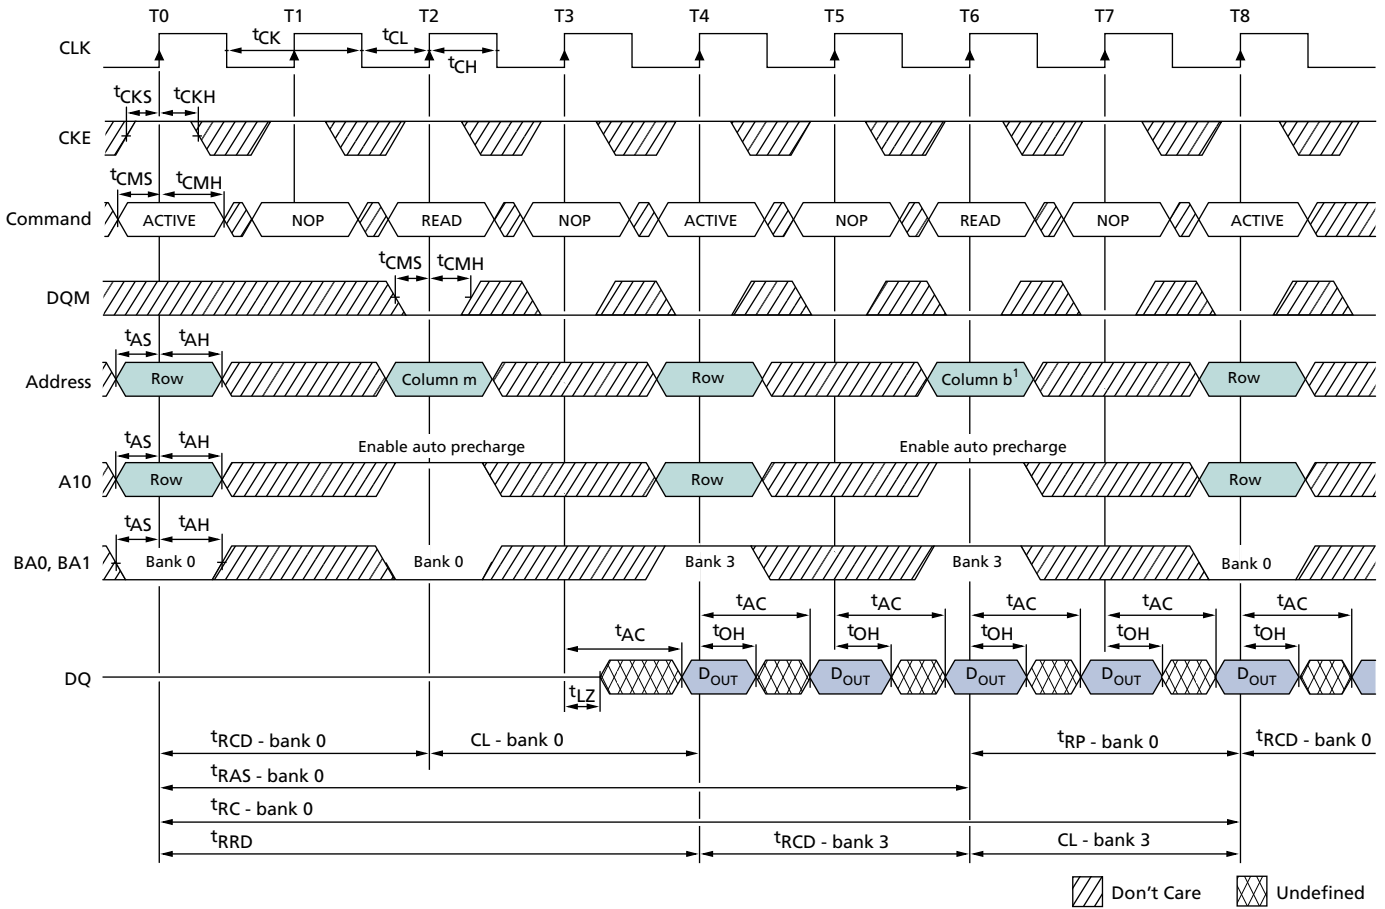 T0 T1 T2 T3 T4 T5 T6 T7 T8
CLK tCK tCL tCH
tCKS tCKH
CKE
tCMS tCMH
Command ACTIVE NOP READ NOP ACTIVE NOP READ NOP ACTIVE
tCMS tCMH
DQM
tAS tAH
Address Row Column m Row Column b1 Row
tAS tAH Enable auto precharge Enable auto precharge
A10 Row Row Row
tAS tAH
BA0, BA1 Bank 0 Bank 0 Bank 3 Bank 3 Bank 0
tAC tAC tAC tAC tAC
tAC tOH tOH tOH tOH tOH
DQ DOUT DOUT DOUT DOUT DOUT
tLZ
tRCD - bank 0 CL - bank 0 tRP - bank 0 tRCD - bank 0
tRAS - bank 0
tRC - bank 0
tRRD tRCD - bank 3 CL - bank 3
Don't Care Undefined